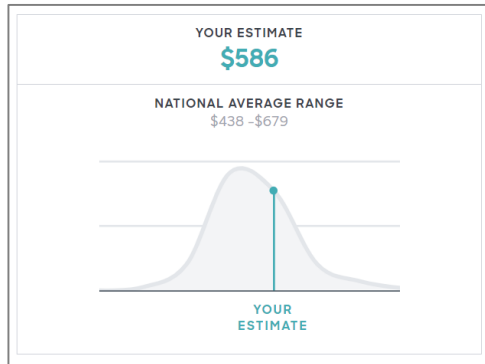 YOUR ESTIMATE
$586
NATIONAL AVERAGE RANGE
$438 -$679
YOUR
ESTIMATE